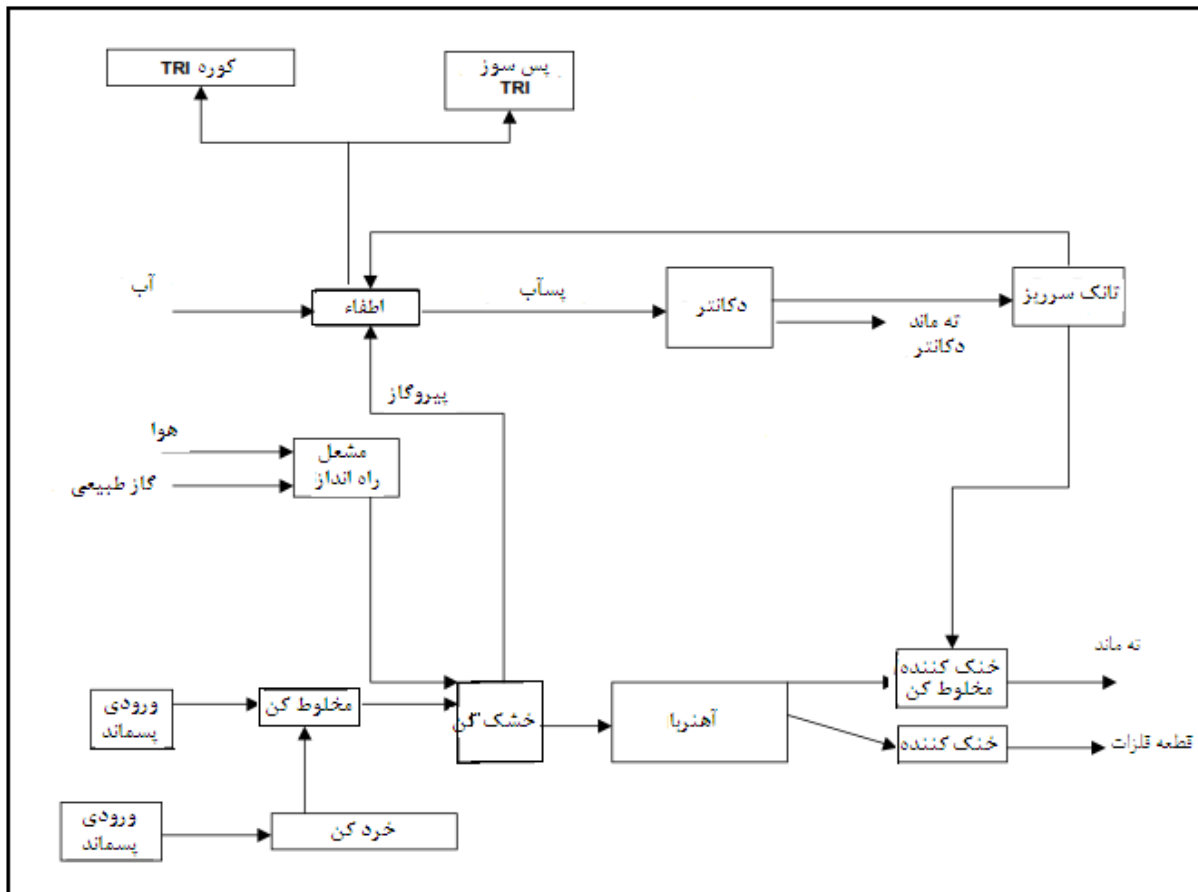 کوره TRI
پس سوز
TRI
آب
اطفاء
پسآب
دکانتر
ته ماند
دکانتر
تانک سرریز
پیروگاز
هوا
گاز طبیعی
مشعل
راه انداز
ورودی
پسماند
مخلوط کن
خشک کن
آهنربا
خنک کننده
مخلوط کن
ته ماند
خنک کننده
قطعه قلزات
ورودی
پسماند
خرد کن